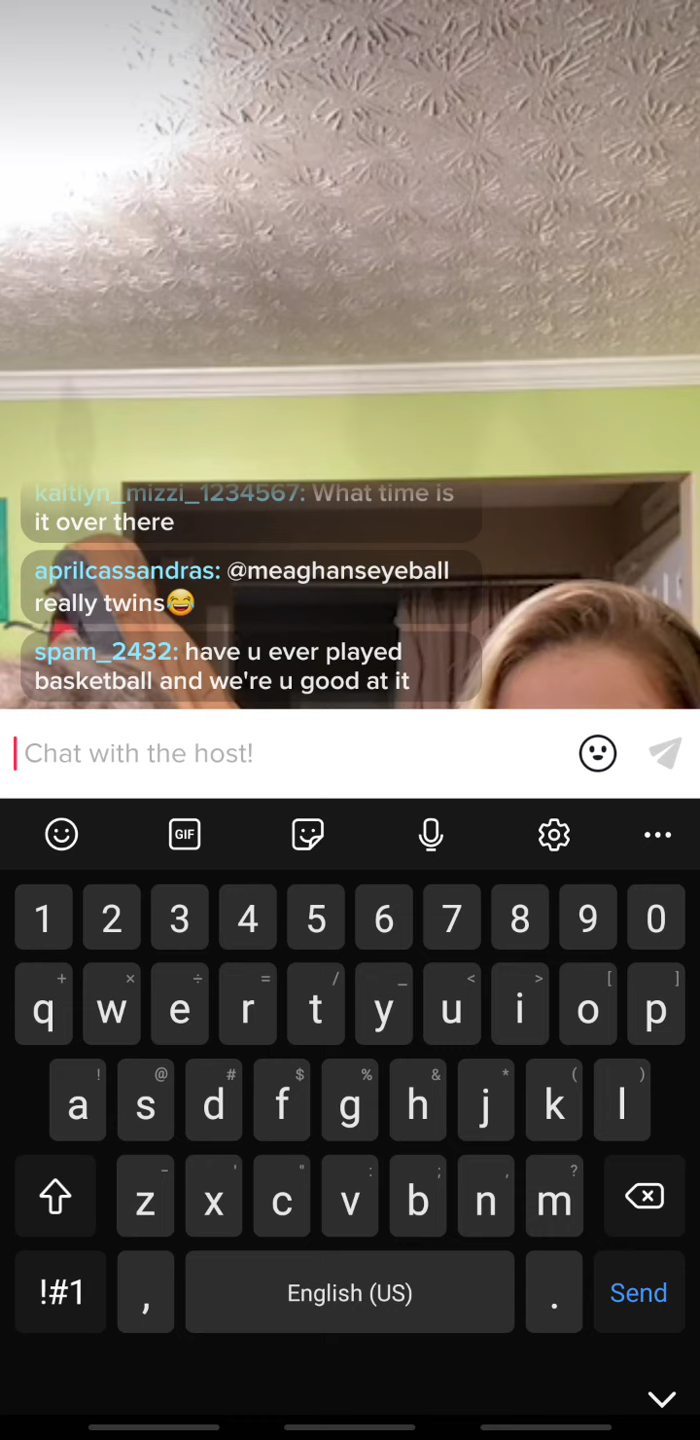 kaitlyn_mizzi_1234567: What time is
it over there
aprilcassandras: @meaghanseyeball
really twins😂
spam_2432: have u ever played
basketball and we're u good at it
Chat with the host!
GIF
1 2 3 4 5 6 7 8 9 0
+ × ÷ = / _ < > [ ]
q w e r t y u i o p
! @ # $ % & * ( )
a s d f g h j k l
- ' " : ; , ?
z x c v b n m
!#1 , English (US) . Send